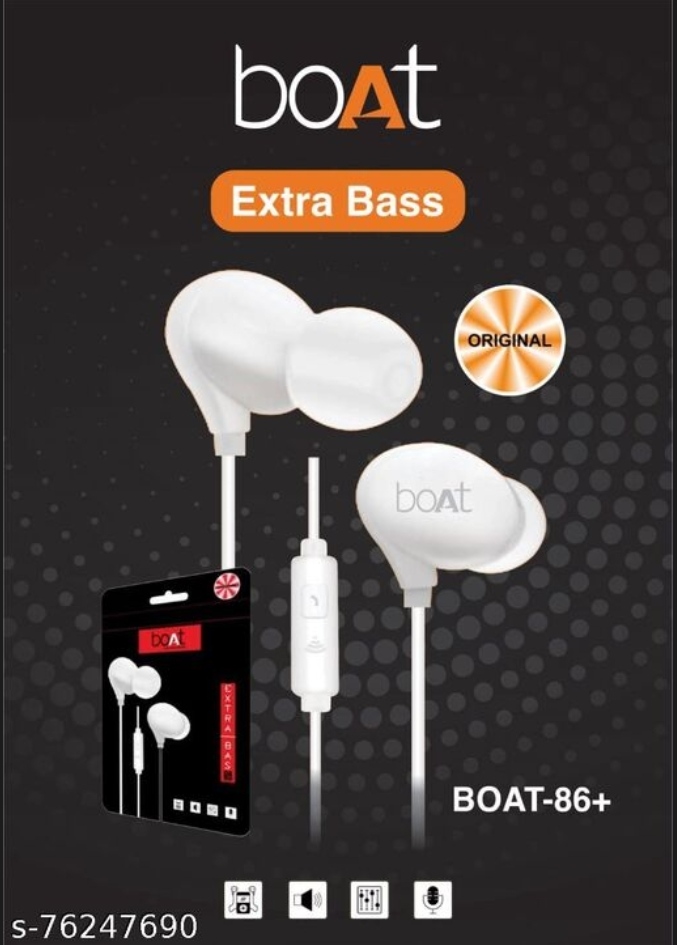 boAt
Extra Bass
ORIGINAL
boAt
boAt
EXTRA BASS
BOAT-86+
s-76247690